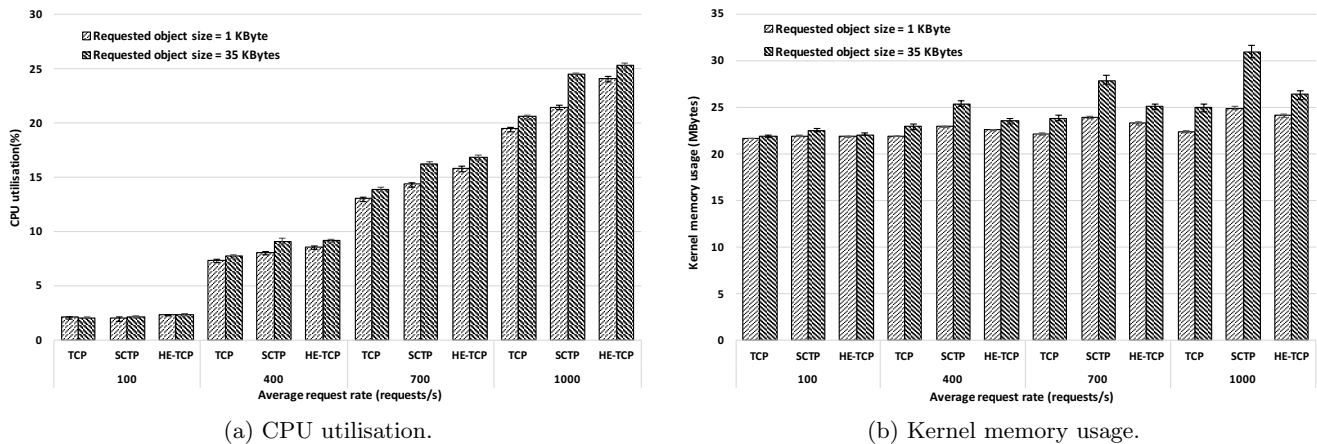 30
25
20
15
10
5
0
CPU utilisation(%)
Requested object size = 1 KByte
Requested object size = 35 KBytes
TCP SCTP HE-TCP TCP SCTP HE-TCP TCP SCTP HE-TCP TCP SCTP HE-TCP
100 400 700 1000
Average request rate (requests/s)
(a) CPU utilisation.
35
30
25
20
15
10
5
0
Kernel memory usage (MBytes)
Requested object size = 1 KByte
Requested object size = 35 KBytes
TCP SCTP HE-TCP TCP SCTP HE-TCP TCP SCTP HE-TCP TCP SCTP HE-TCP
100 400 700 1000
Average request rate (requests/s)
(b) Kernel memory usage.